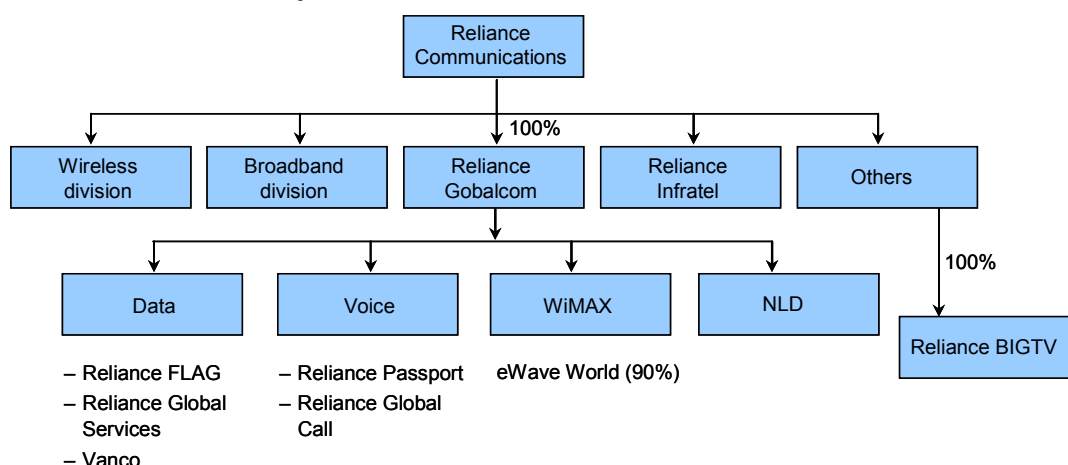 Reliance
Communications
100%
Wireless
division
Broadband
division
Reliance
Gobalcom
Reliance
Infratel
Others
100%
Data
Voice
WiMAX
NLD
Reliance BIGTV
– Reliance FLAG
– Reliance Global
Services
– Vanco
– Reliance Passport
– Reliance Global
Call
eWave World (90%)